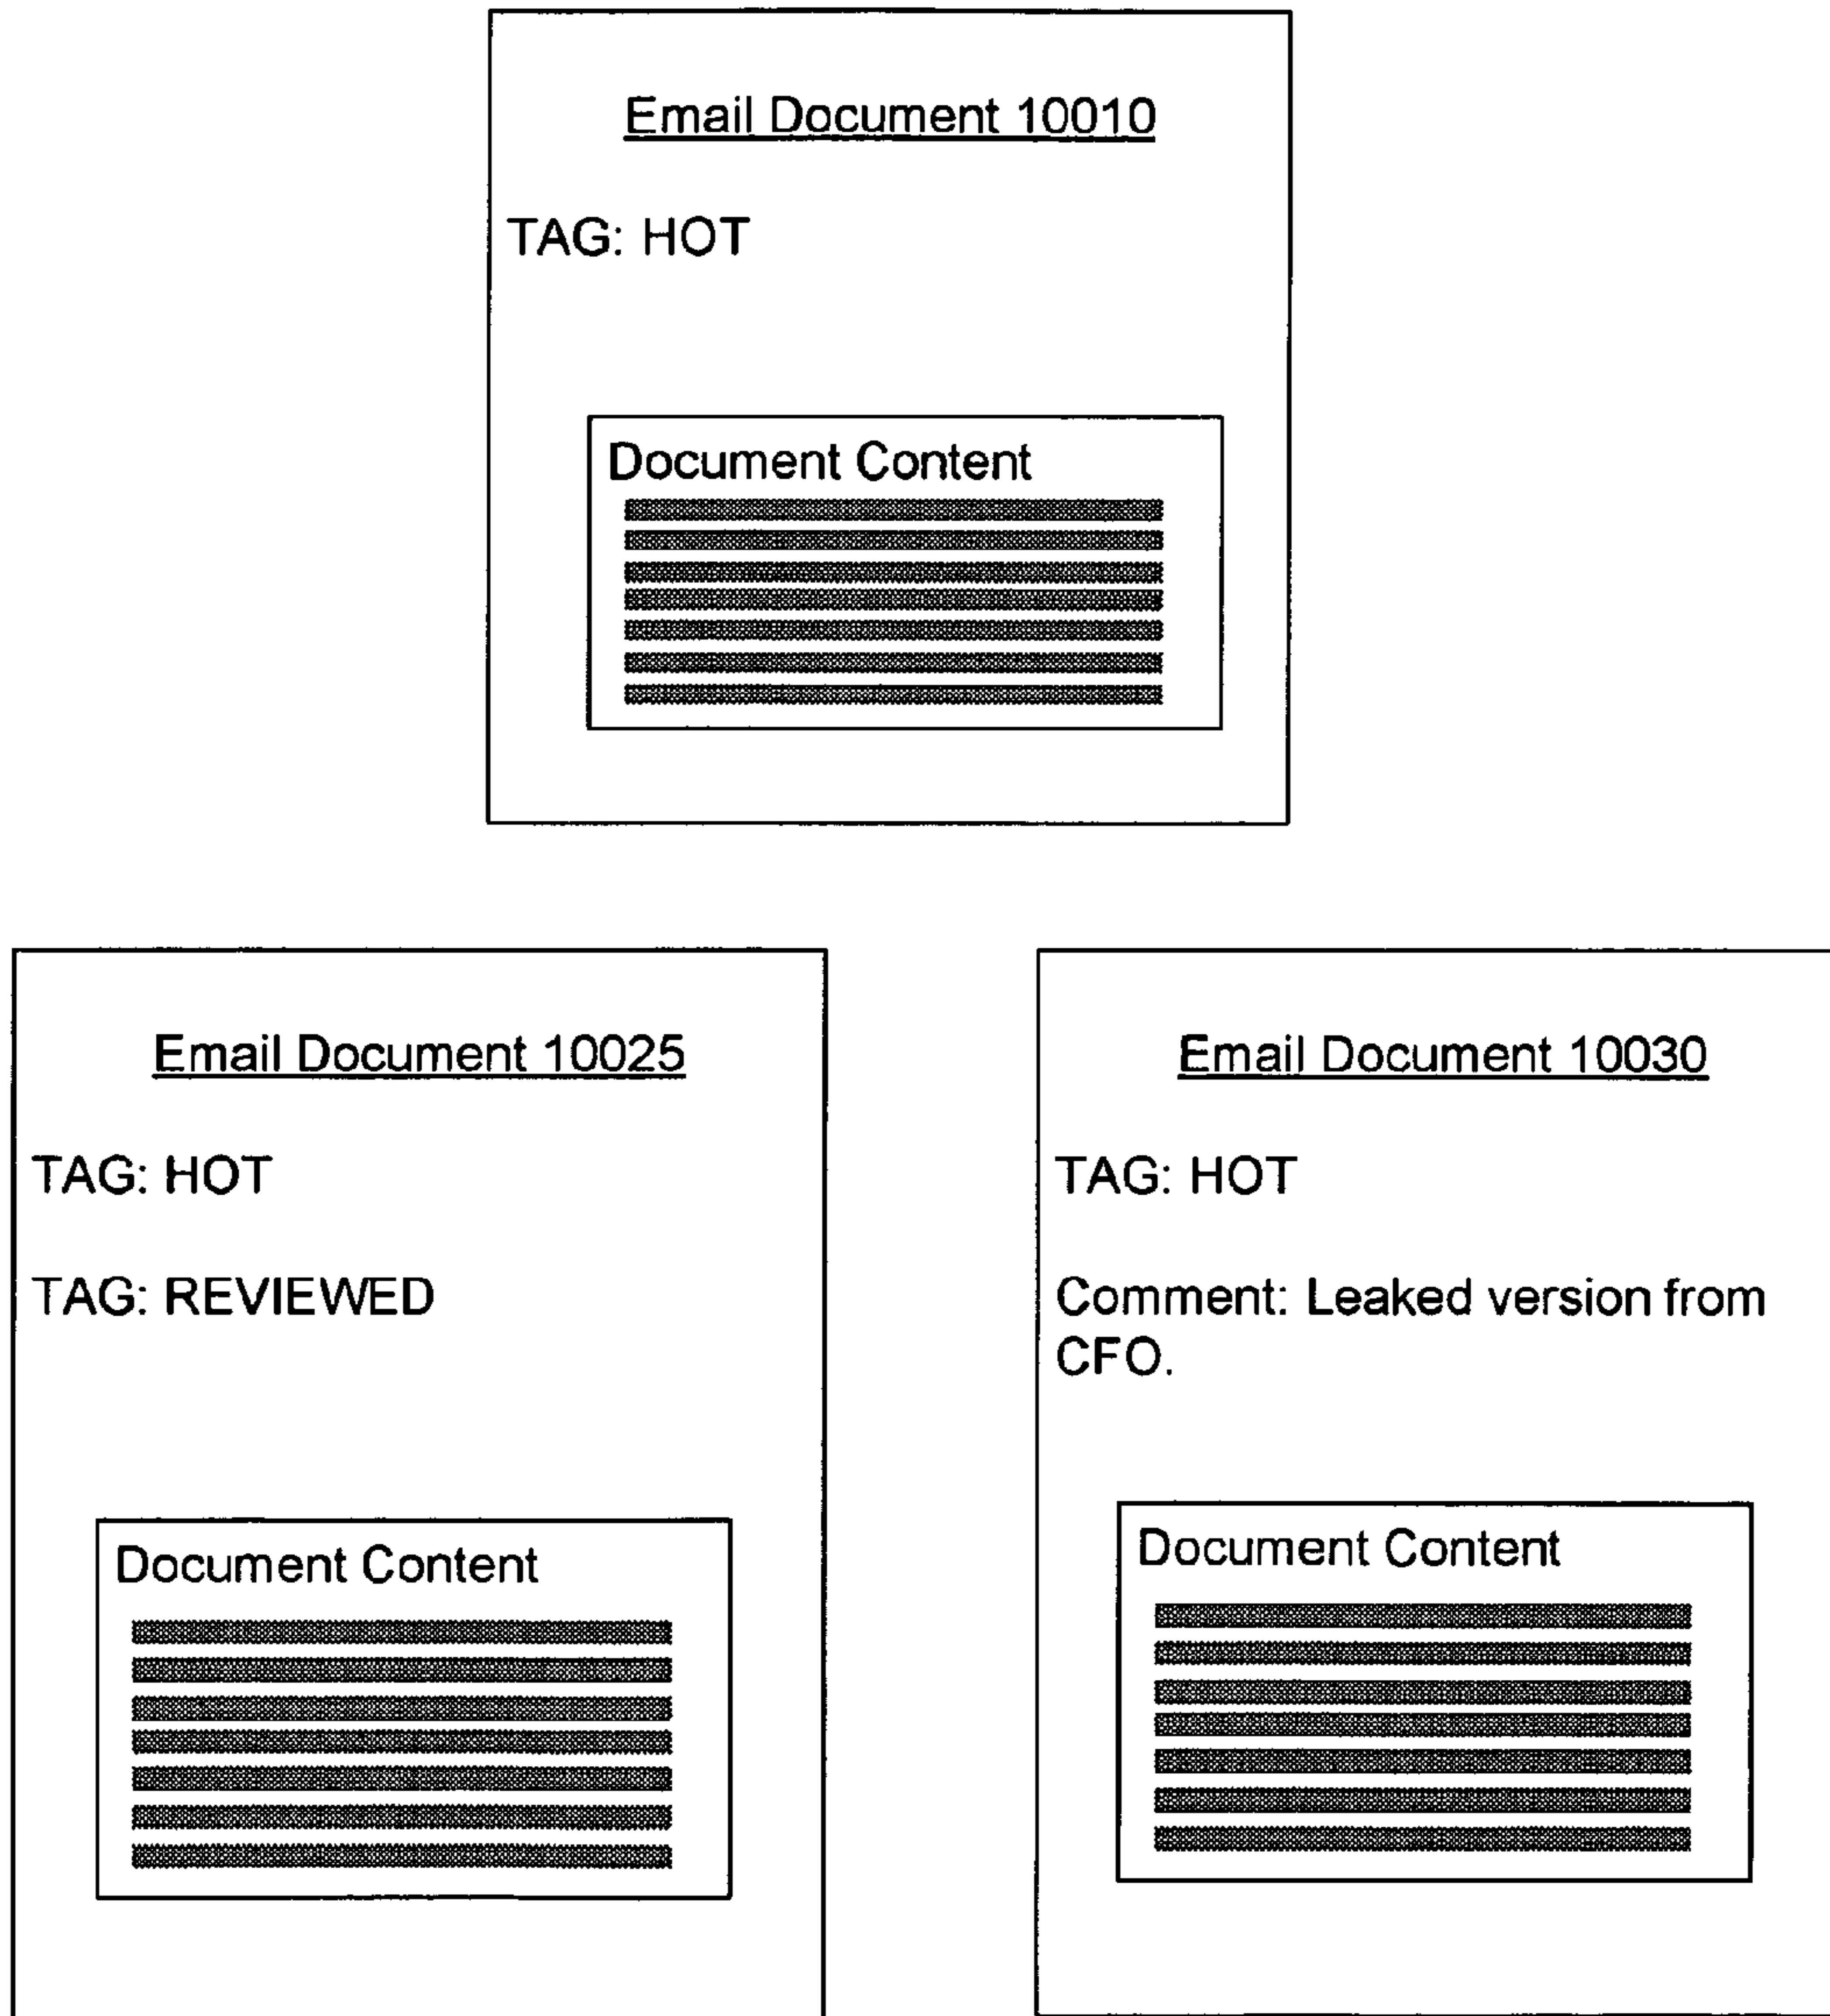 Email Document 10010
TAG: HOT
Document Content
Email Document 10025
TAG: HOT
TAG: REVIEWED
Document Content
Email Document 10030
TAG: HOT
Comment: Leaked version from
CFO.
Document Content